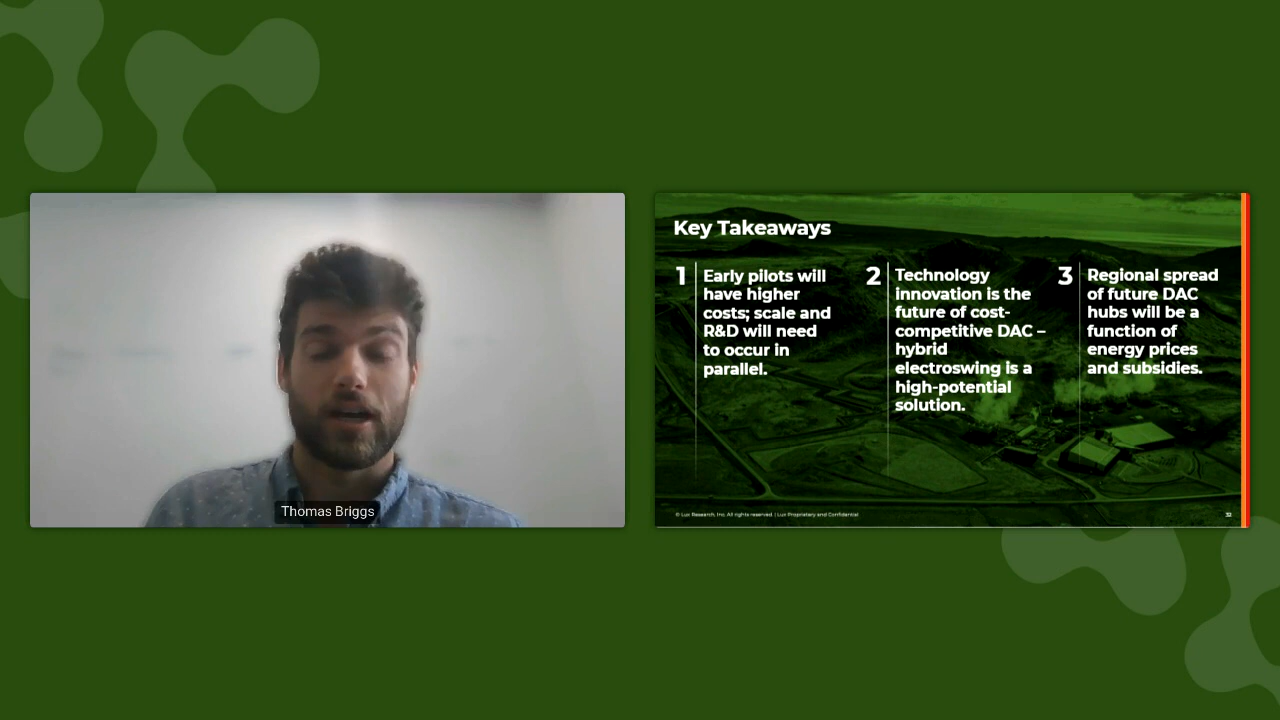 Thomas Briggs
Key Takeaways
1
Early pilots will
have higher
costs; scale and
R&D will need
to occur in
parallel.
2
Technology
innovation is the
future of cost-
competitive DAC –
hybrid
electroswing is a
high-potential
solution.
3
Regional spread
of future DAC
hubs will be a
function of
energy prices
and subsidies.
© Lux Research, Inc. All rights reserved. | Lux Proprietary and Confidential
32